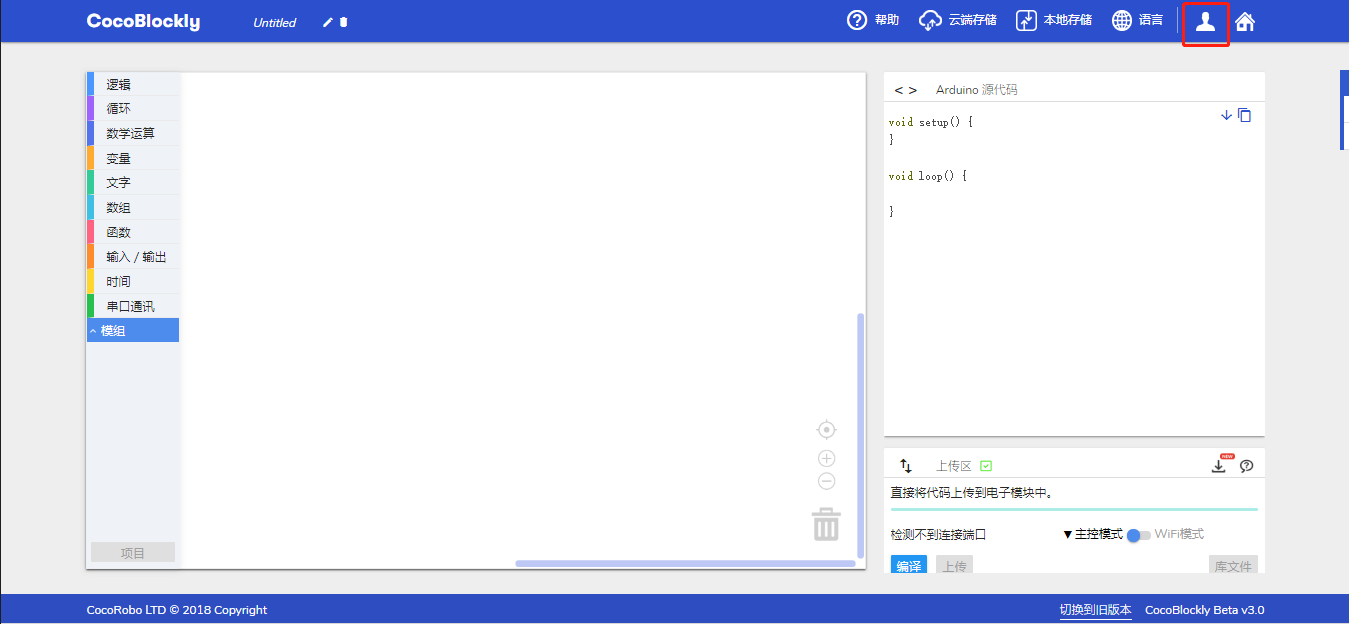 CocoBlockly
Untitled
帮助
云端存储
本地存储
语言
逻辑
循环
数学运算
变量
文字
数组
函数
输入 / 输出
时间
串口通讯
模组
项目
< > Arduino 源代码
void setup() {
}
void loop() {
}
上传区
NEW
直接将代码上传到电子模块中。
检测不到连接端口
▼主控模式
WiFi模式
编译
上传
库文件
CocoRobo LTD © 2018 Copyright
切换到旧版本
CocoBlockly Beta v3.0